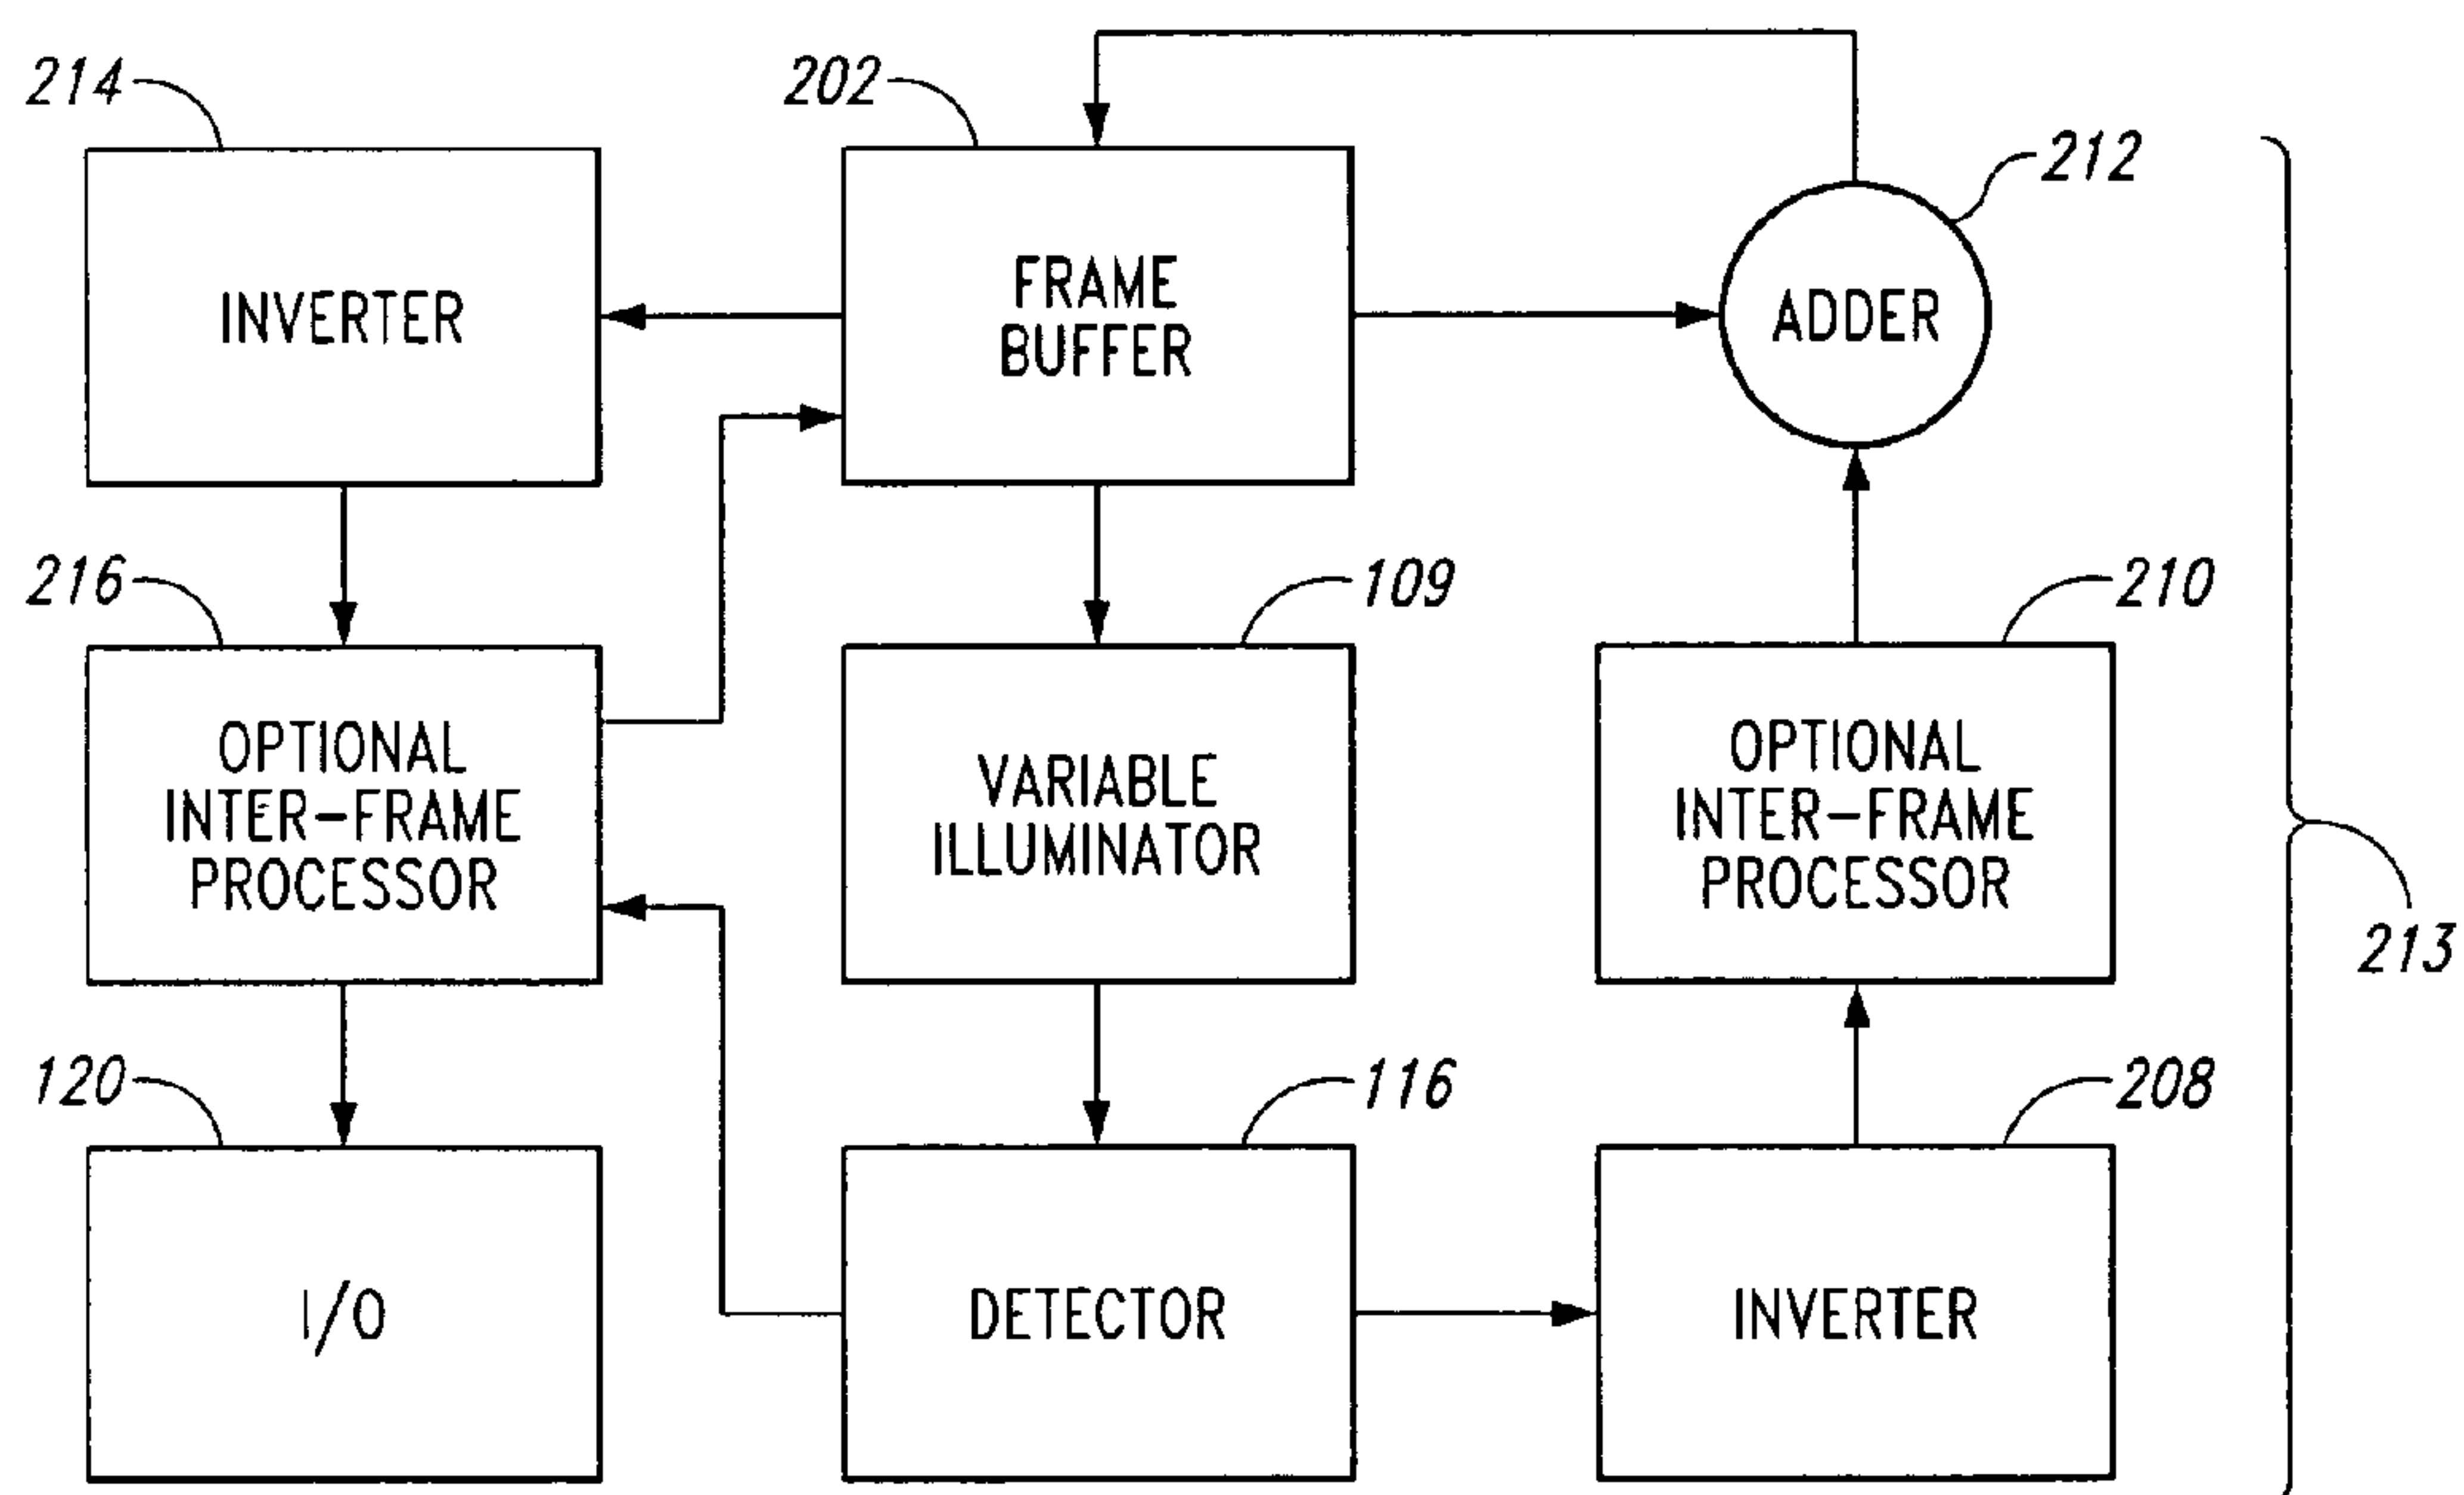 214
202
212
INVERTER
FRAME
BUFFER
ADDER
216
109
210
OPTIONAL
INTER-FRAME
PROCESSOR
VARIABLE
ILLUMINATOR
OPTIONAL
INTER-FRAME
PROCESSOR
213
120
116
208
I/O
DETECTOR
INVERTER